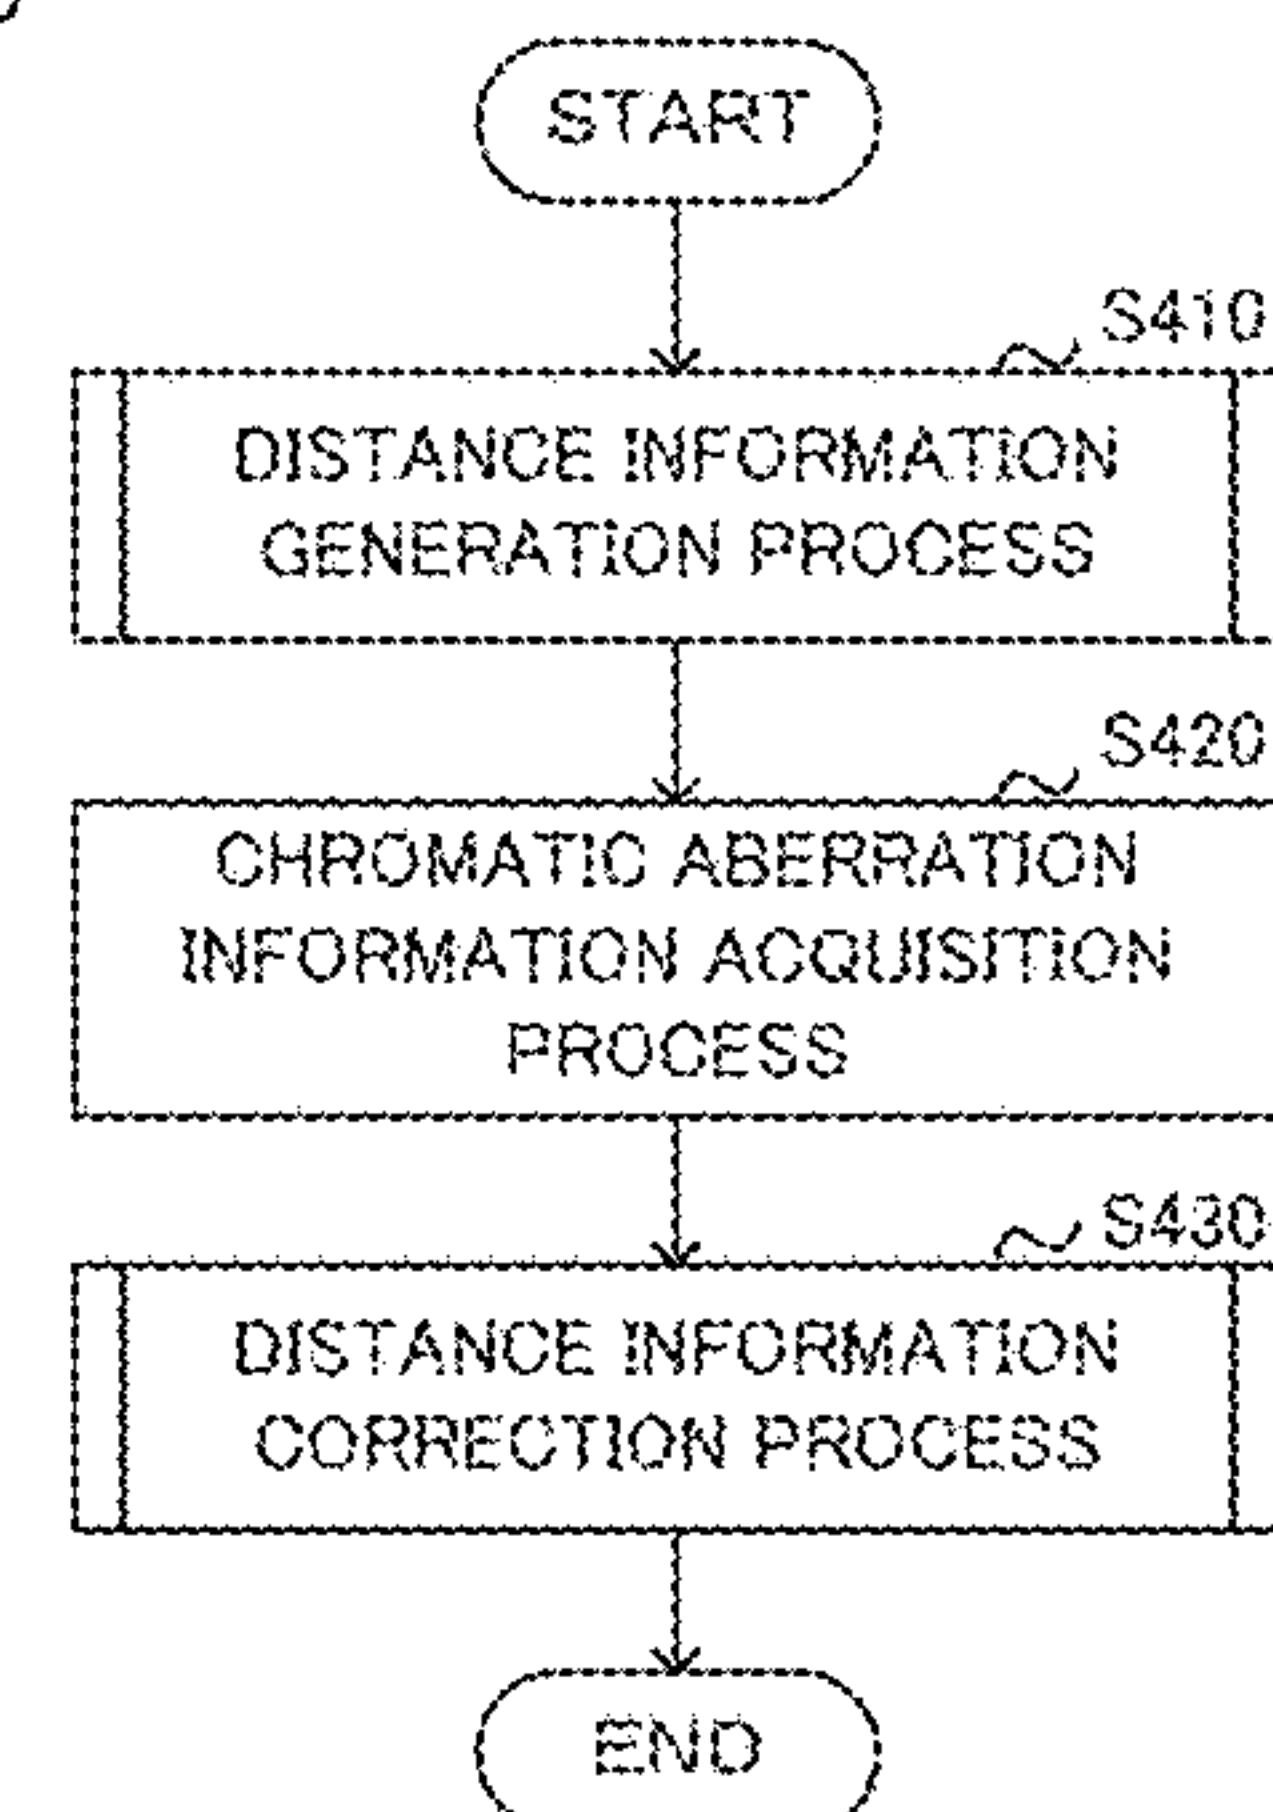 START
S410
DISTANCE INFORMATION
GENERATION PROCESS
S420
CHROMATIC ABERRATION
INFORMATION ACQUISITION
PROCESS
S430
DISTANCE INFORMATION
CORRECTION PROCESS
END